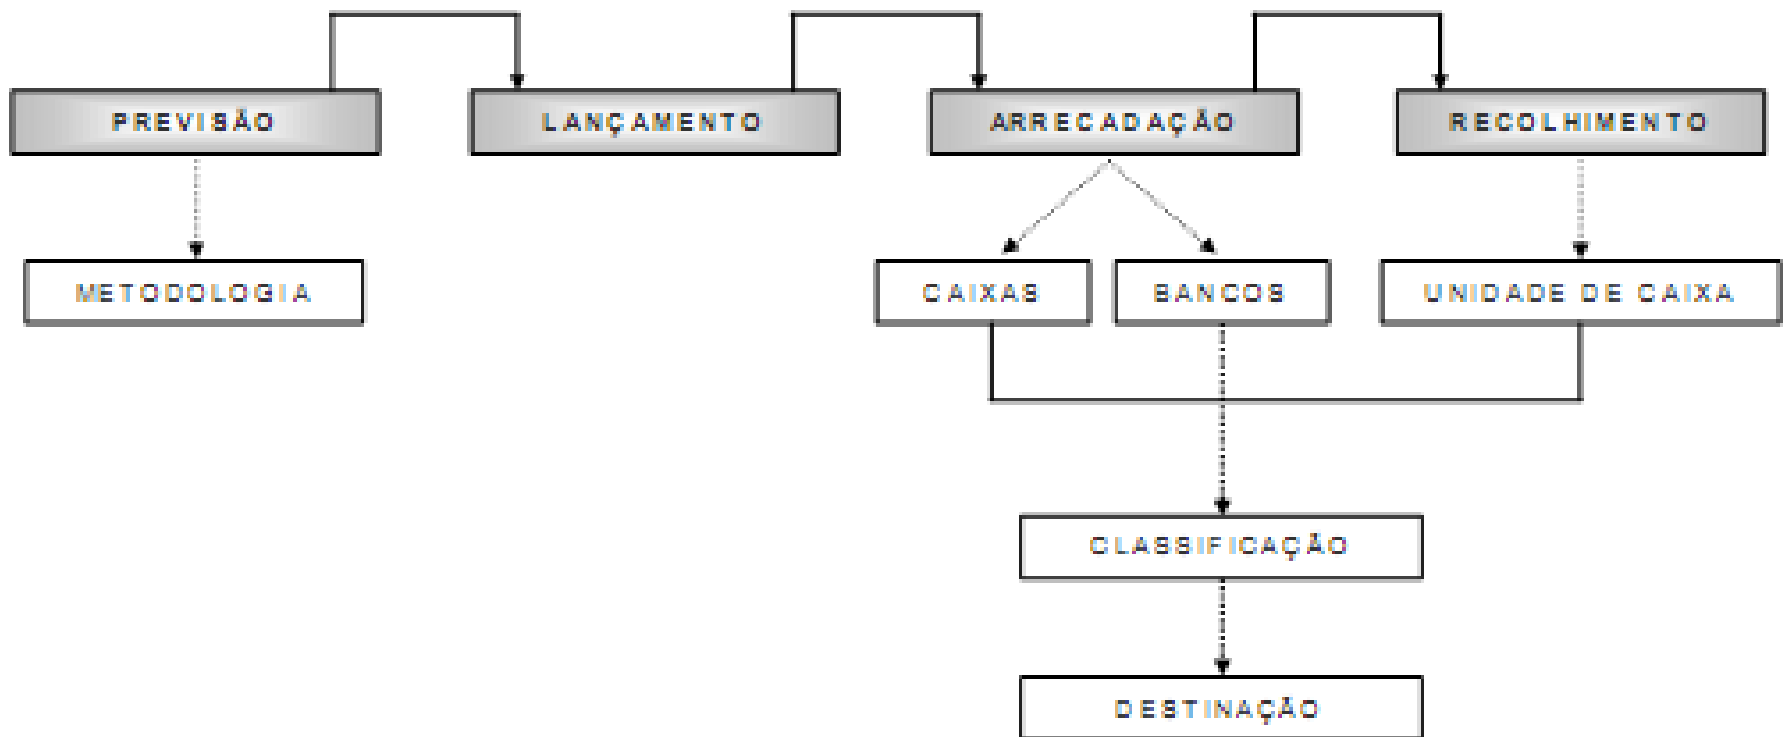 PREVISÃO
LANÇAMENTO
ARRECADAÇÃO
RECOLHIMENTO
METODOLOGIA
CAIXAS
BANCOS
UNIDADE DE CAIXA
CLASSIFICAÇÃO
DESTINAÇÃO